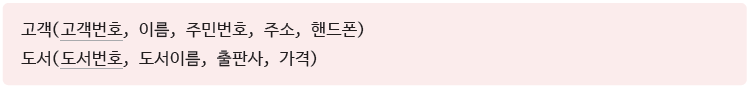 고객(고객번호, 이름, 주민번호, 주소, 핸드폰)
도서(도서번호, 도서이름, 출판사, 가격)